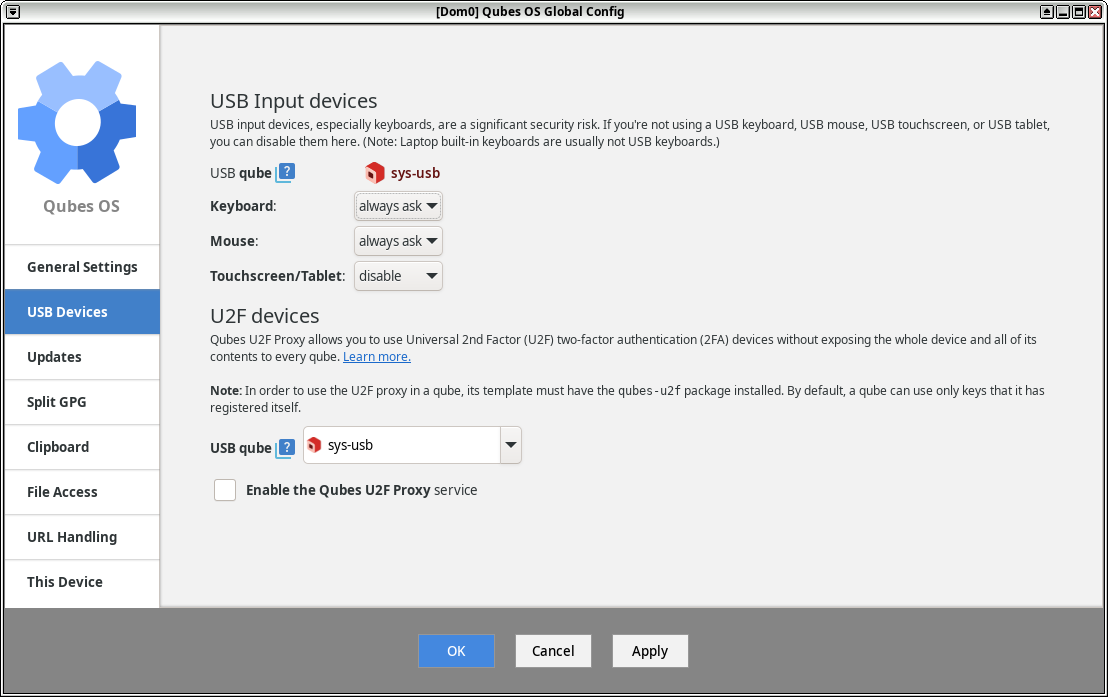 [Dom0] Qubes OS Global Config
Qubes OS
General Settings
USB Devices
Updates
Split GPG
Clipboard
File Access
URL Handling
This Device
USB Input devices
USB input devices, especially keyboards, are a significant security risk. If you're not using a USB keyboard, USB mouse, USB touchscreen, or USB tablet,
you can disable them here. (Note: Laptop built-in keyboards are usually not USB keyboards.)
USB qube ? sys-usb
Keyboard: always ask
Mouse: always ask
Touchscreen/Tablet: disable
U2F devices
Qubes U2F Proxy allows you to use Universal 2nd Factor (U2F) two-factor authentication (2FA) devices without exposing the whole device and all of its
contents to every qube. Learn more.
Note: In order to use the U2F proxy in a qube, its template must have the qubes-u2f package installed. By default, a qube can use only keys that it has
registered itself.
USB qube ? sys-usb
Enable the Qubes U2F Proxy service
OK Cancel Apply